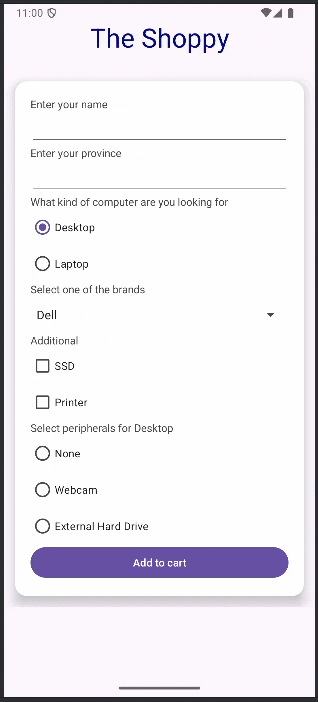 11:00
The Shoppy
Enter your name
Enter your province
What kind of computer are you looking for
Desktop
Laptop
Select one of the brands
Dell
Additional
SSD
Printer
Select peripherals for Desktop
None
Webcam
External Hard Drive
Add to cart